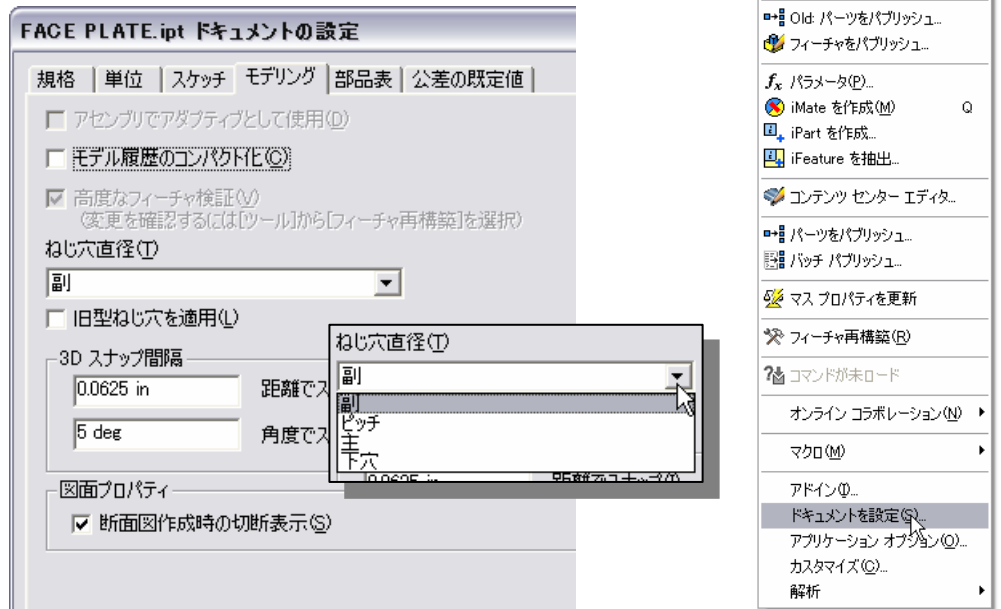 FACE PLATE.ipt ドキュメントの設定
規格
単位
スケッチ
モデリング
部品表
公差の既定値
アセンブリでアダプティブとして使用(D)
モデル履歴のコンパクト化(C)
高度なフィーチャ検証(V)
(変更を確認するには[ツール]から[フィーチャ再構築]を選択)
ねじ穴直径(T)
副
旧型ねじ穴を適用(L)
3D スナップ間隔
0.0625 in
距離でス
5 deg
角度でス
図面プロパティ
断面図作成時の切断表示(S)
ねじ穴直径(T)
副
副
ピッチ
主
下穴
Old: パーツをパブリッシュ...
フィーチャをパブリッシュ...
fx パラメータ(P)...
iMate を作成(M) Q
iPart を作成...
iFeature を抽出...
コンテンツ センター エディタ...
パーツをパブリッシュ...
バッチ パブリッシュ...
マス プロパティを更新
フィーチャ再構築(R)
コマンドが未ロード
オンライン コラボレーション(N)
マクロ(M)
アドイン(I)...
ドキュメントを設定(S)...
アプリケーション オプション(O)...
カスタマイズ(C)...
解析